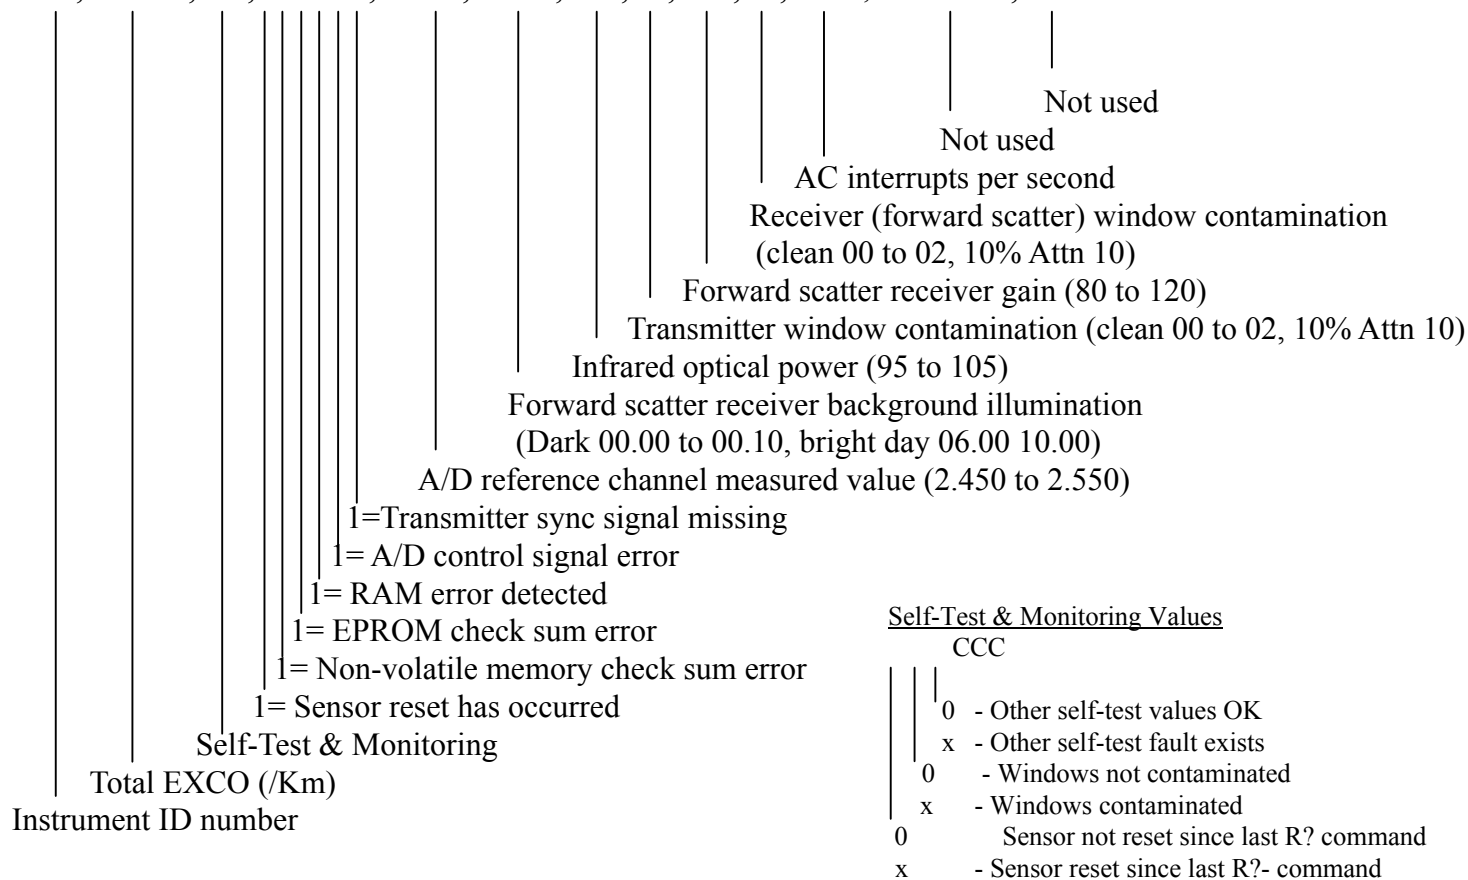 Not used
Not used
AC interrupts per second
Receiver (forward scatter) window contamination
(clean 00 to 02, 10% Attn 10)
Forward scatter receiver gain (80 to 120)
Transmitter window contamination (clean 00 to 02, 10% Attn 10)
Infrared optical power (95 to 105)
Forward scatter receiver background illumination
(Dark 00.00 to 00.10, bright day 06.00 10.00)
A/D reference channel measured value (2.450 to 2.550)
1=Transmitter sync signal missing
1= A/D control signal error
1= RAM error detected
1= EPROM check sum error
1= Non-volatile memory check sum error
1= Sensor reset has occurred
Self-Test & Monitoring
Total EXCO (/Km)
Instrument ID number
Self-Test & Monitoring Values
CCC
0 - Other self-test values OK
x - Other self-test fault exists
0 - Windows not contaminated
x - Windows contaminated
0 Sensor not reset since last R? command
x - Sensor reset since last R?- command